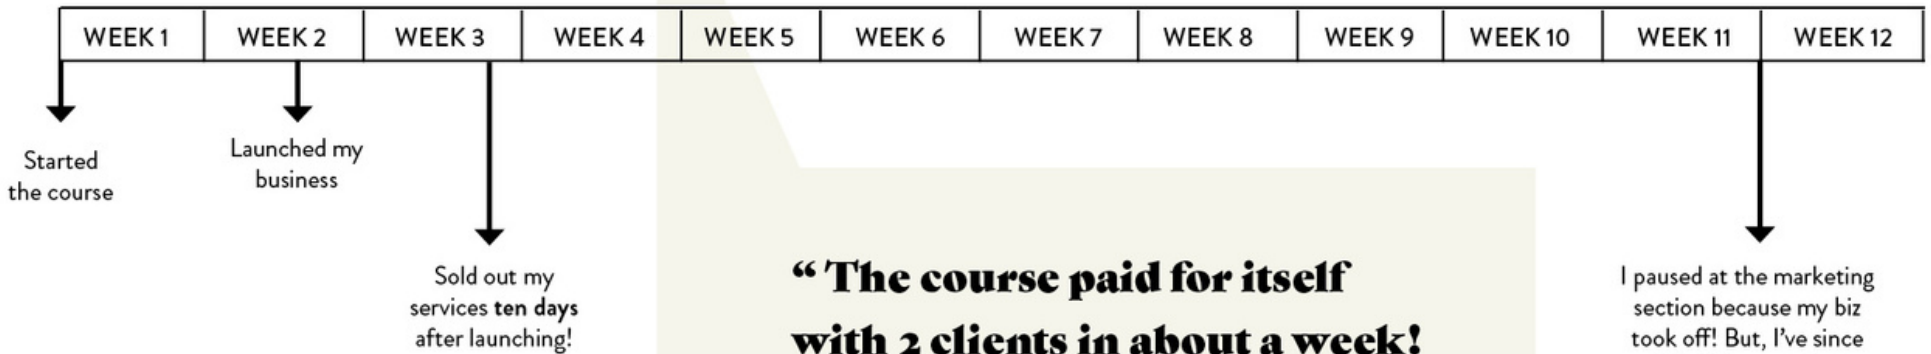 WEEK 1 WEEK 2 WEEK 3 WEEK 4 WEEK 5 WEEK 6 WEEK 7 WEEK 8 WEEK 9 WEEK 10 WEEK 11 WEEK 12
Started
the course
Launched my
business
Sold out my
services ten days
after launching!
“ The course paid for itself
with 2 clients in about a week!
I paused at the marketing
section because my biz
took off! But, I’ve since